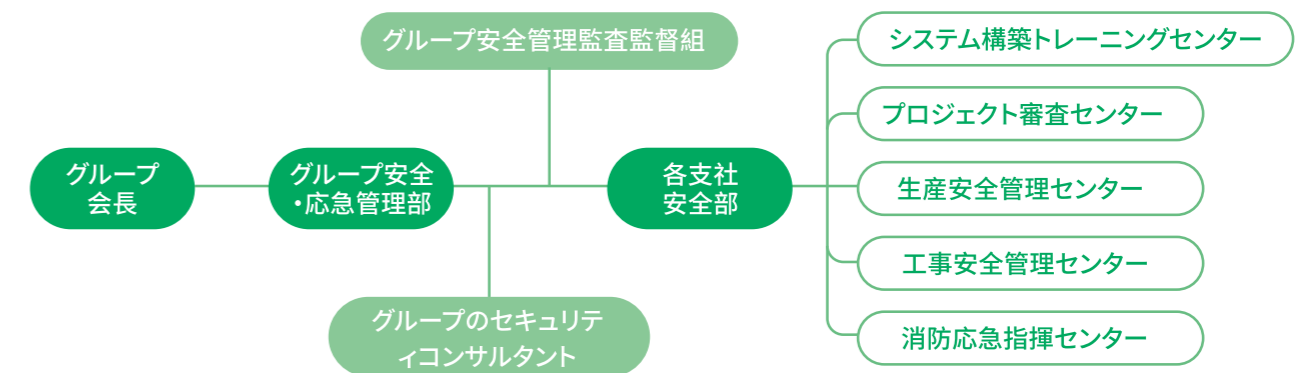 グループ安全管理監査監督組
グループ
会長
グループ安全
・応急管理部
各支社
安全部
グループのセキュリテ
ィコンサルタント
システム構築トレーニングセンター
プロジェクト審査センター
生産安全管理センター
工事安全管理センター
消防応急指揮センター